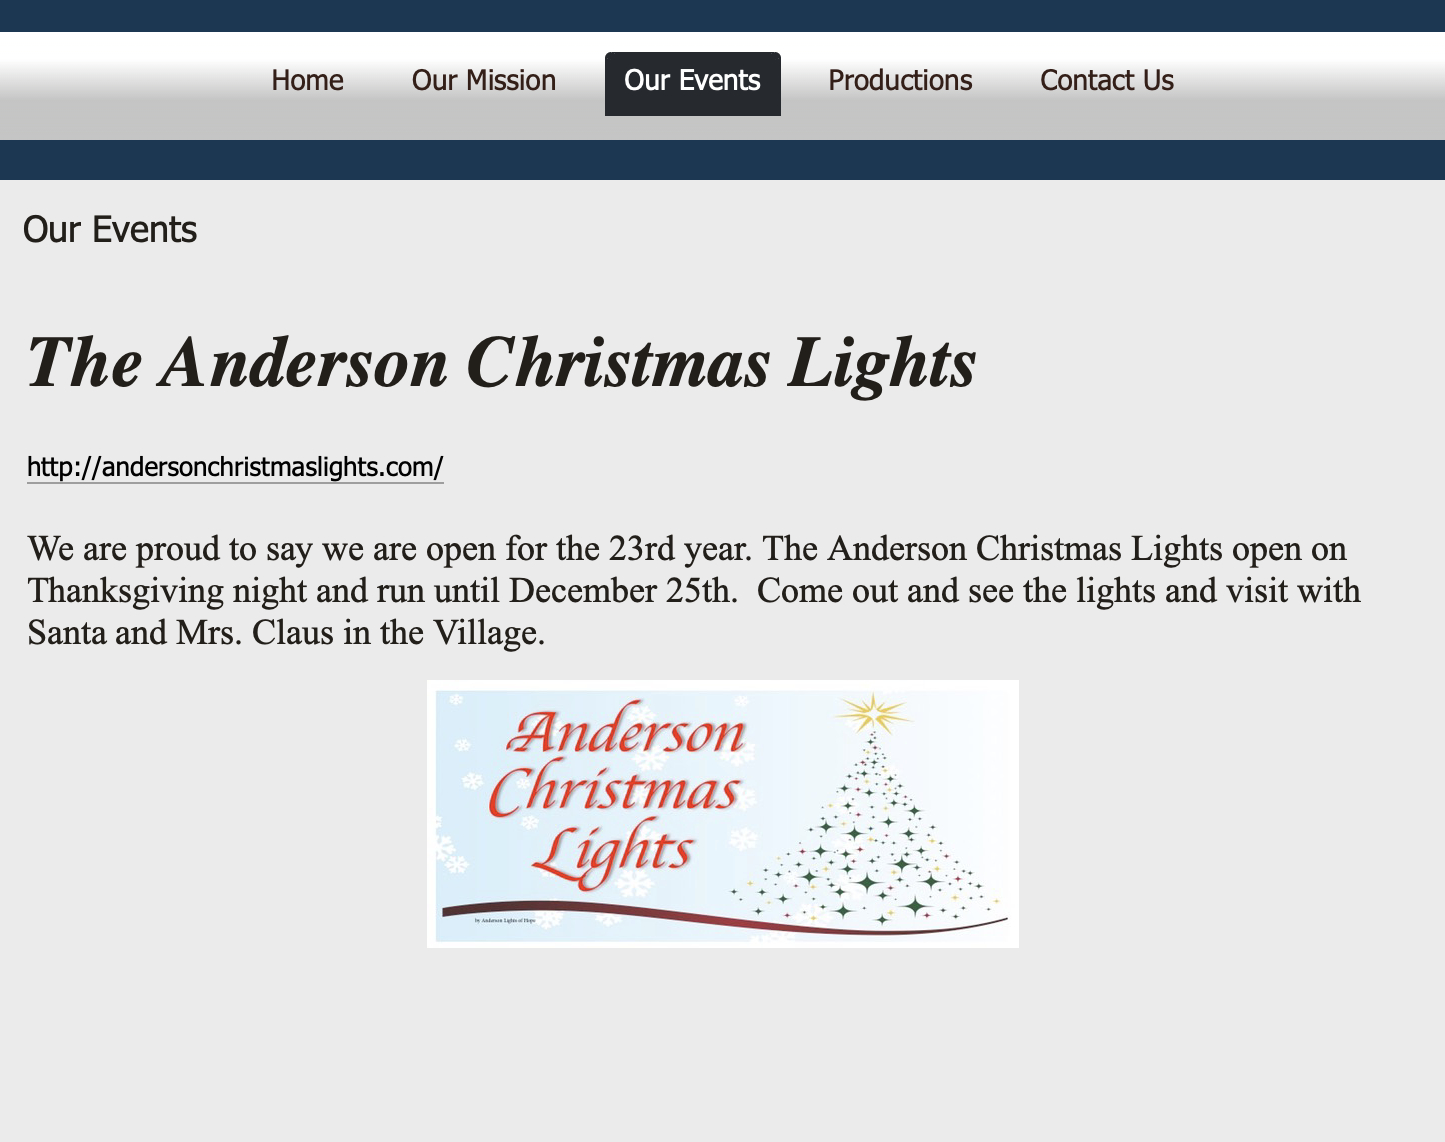 Home Our Mission Our Events Productions Contact Us
Our Events
The Anderson Christmas Lights
http://andersonchristmaslights.com/
We are proud to say we are open for the 23rd year. The Anderson Christmas Lights open on
Thanksgiving night and run until December 25th.  Come out and see the lights and visit with
Santa and Mrs. Claus in the Village.
Anderson
Christmas
Lights
by Anderson Lights of Hope